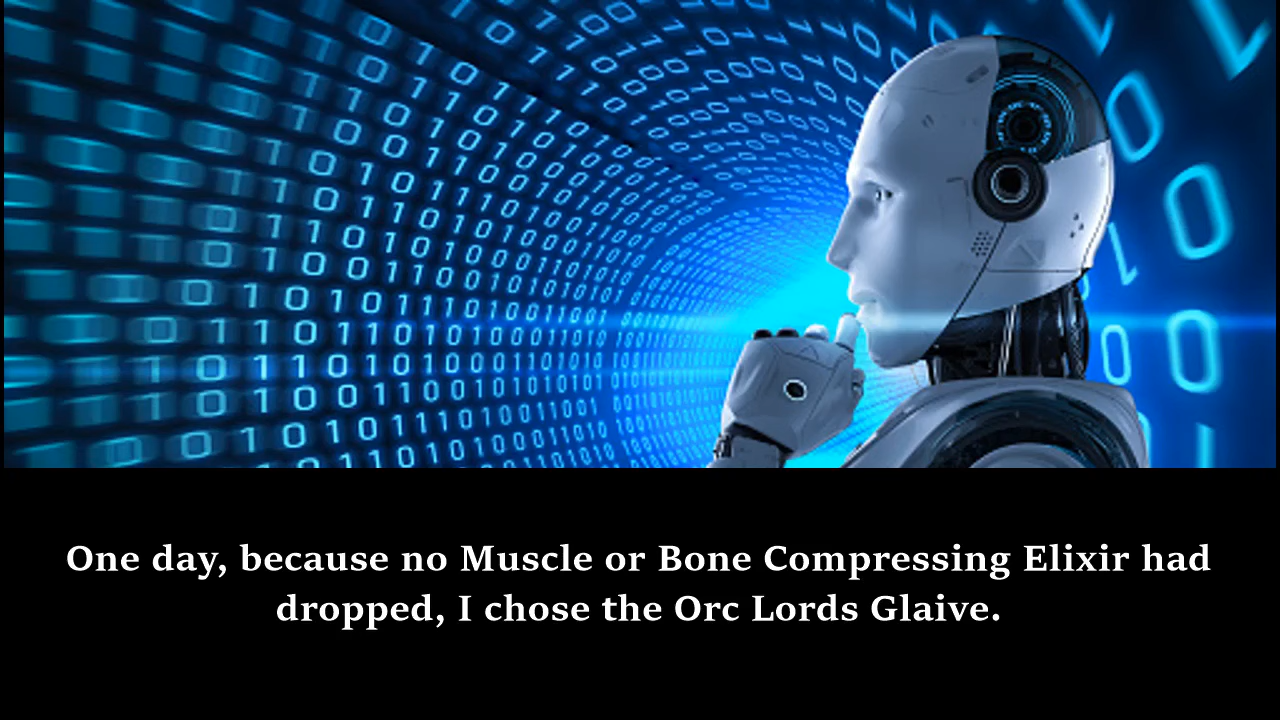 One day, because no Muscle or Bone Compressing Elixir had
dropped, I chose the Orc Lords Glaive.